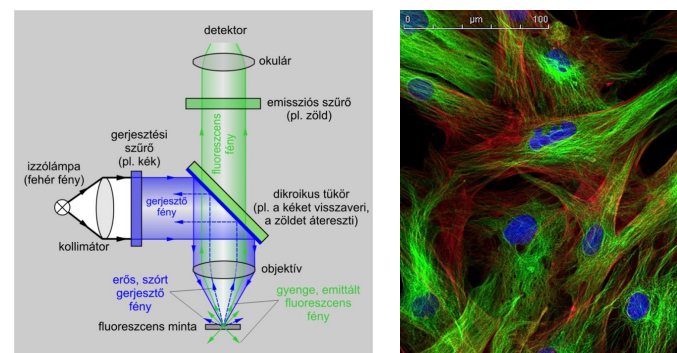 detektor
okulár
emissziós szűrő
(pl. zöld)
gerjesztési
szűrő
(pl. kék)
fluoreszcens
fény
izzólámpa
(fehér fény)
gerjesztő
fény
dikroikus tükör
(pl. a kéket visszaveri,
a zöldet átereszti)
kollimátor
objektív
erős, szórt
gerjesztő
fény
gyenge, emittált
fluoreszcens
fény
fluoreszcens minta
0 µm 100